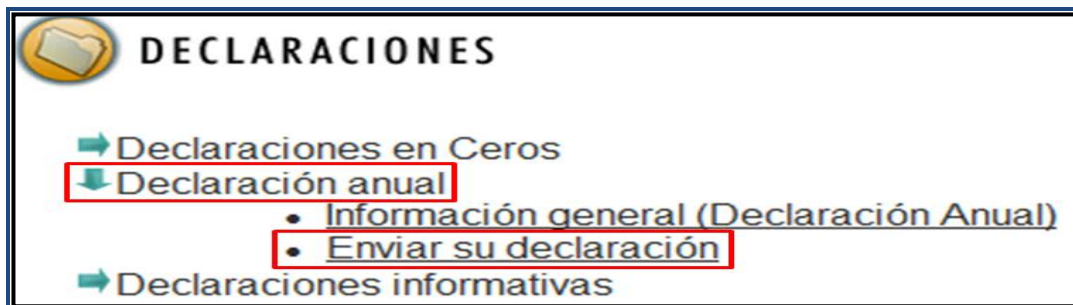 DECLARACIONES
Declaraciones en Ceros
Declaración anual
• Información general (Declaración Anual)
• Enviar su declaración
Declaraciones informativas